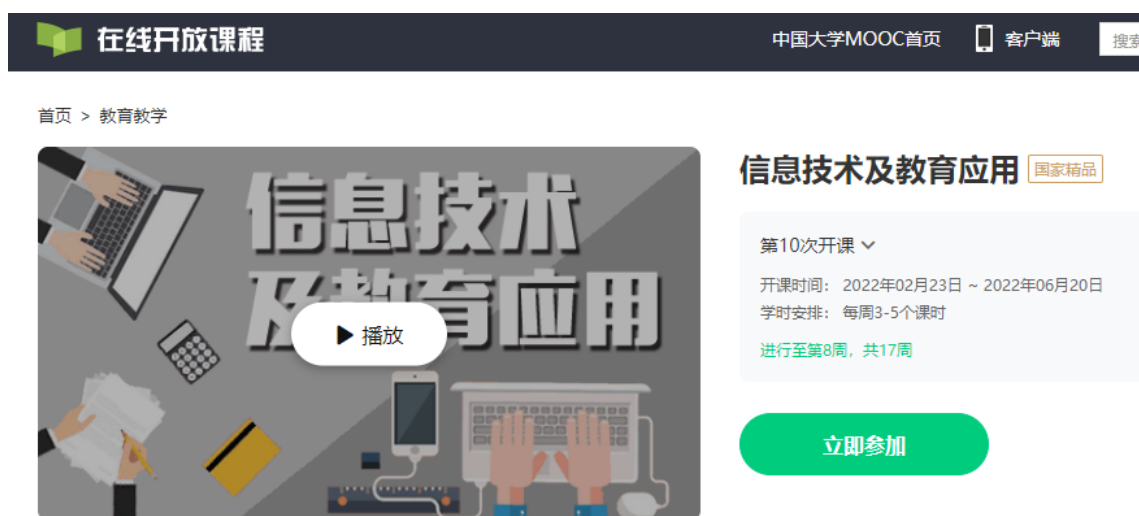 在线开放课程
中国大学MOOC首页
客户端
搜索
首页 > 教育教学
信息技术
及教育应用
播放
信息技术及教育应用
国家精品
第10次开课
开课时间： 2022年02月23日 ~ 2022年06月20日
学时安排： 每周3-5个课时
进行至第8周，共17周
立即参加